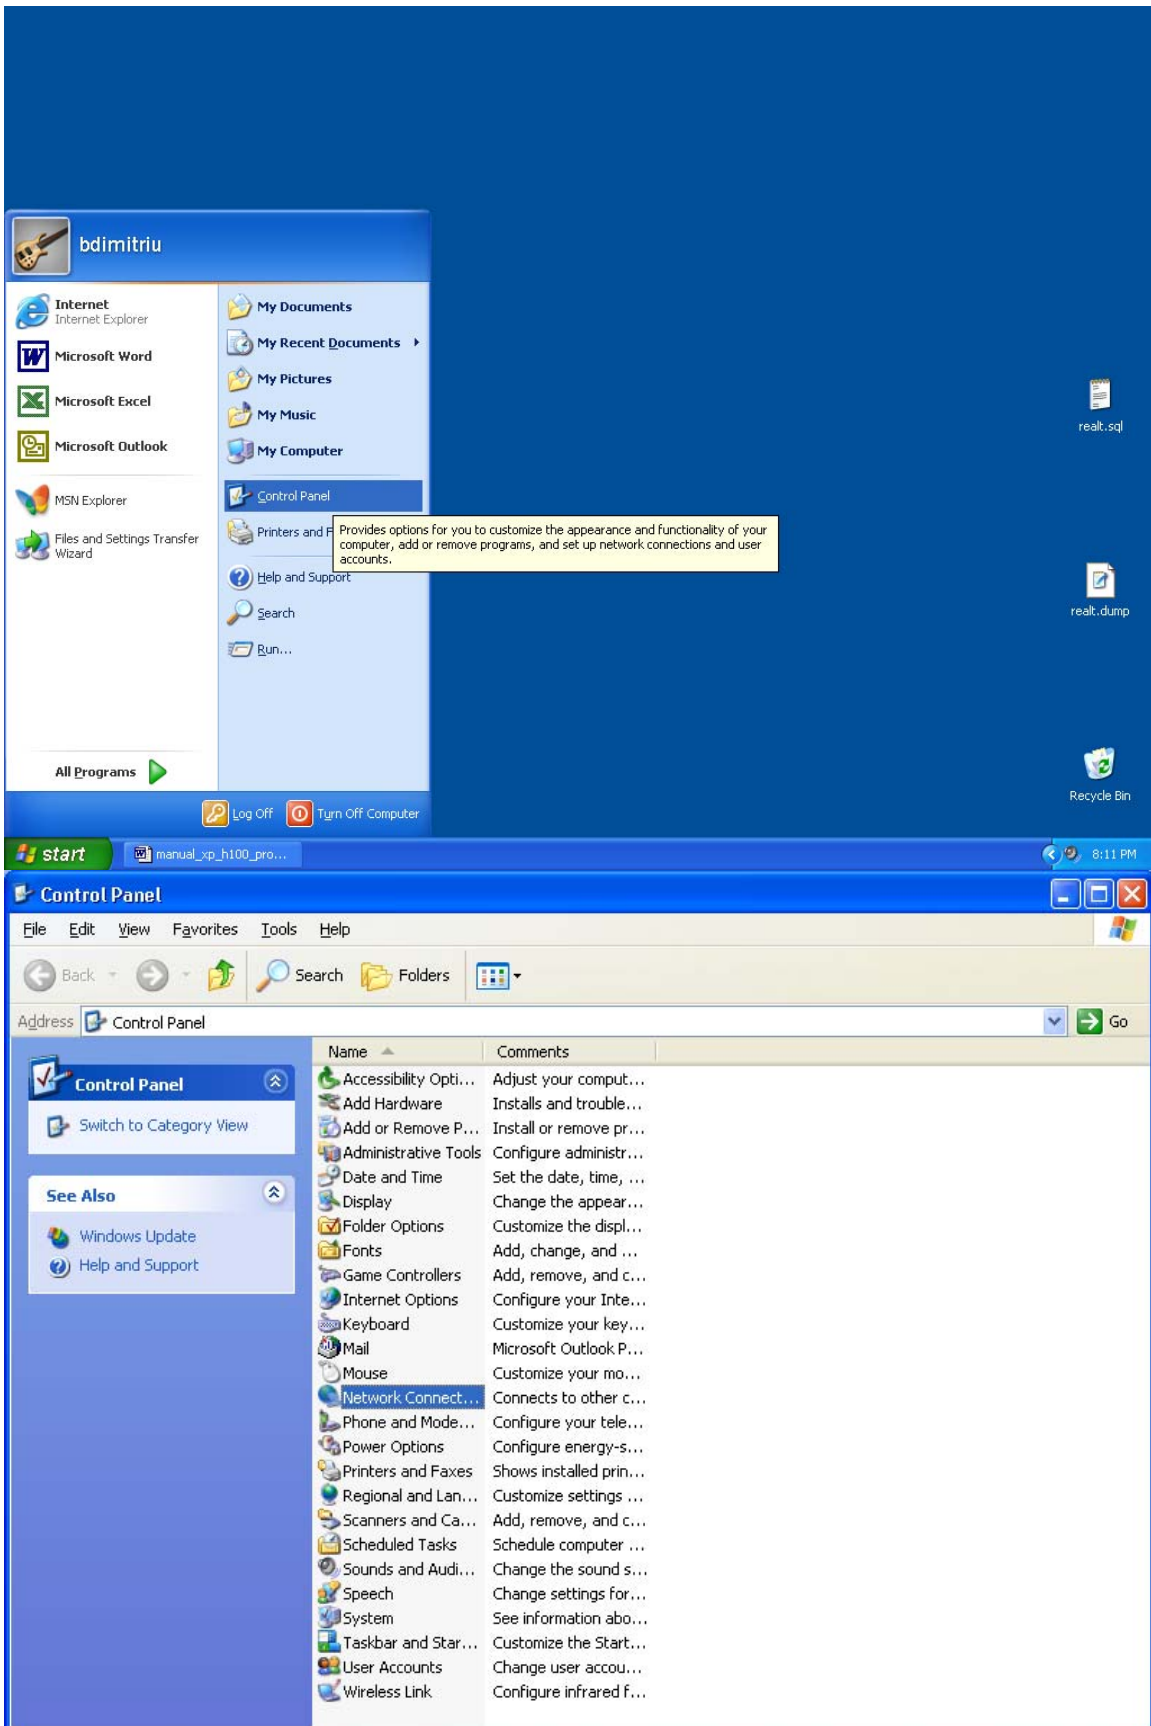 bdimitriu
Internet
Internet Explorer
Microsoft Word
Microsoft Excel
Microsoft Outlook
MSN Explorer
Files and Settings Transfer
Wizard
All Programs
My Documents
My Recent Documents
My Pictures
My Music
My Computer
Control Panel
Printers and F
Provides options for you to customize the appearance and functionality of your
computer, add or remove programs, and set up network connections and user
accounts.
Help and Support
Search
Run...
Log Off Turn Off Computer
realt.sql
realt.dump
Recycle Bin
start manual_xp_h100_pro... 8:11 PM
Control Panel
File Edit View Favorites Tools Help
Back Search Folders
Address Control Panel Go
Control Panel
Switch to Category View
See Also
Windows Update
Help and Support
Name Comments
Accessibility Opti... Adjust your comput...
Add Hardware Installs and trouble...
Add or Remove P... Install or remove pr...
Administrative Tools Configure administr...
Date and Time Set the date, time, ...
Display Change the appear...
Folder Options Customize the displ...
Fonts Add, change, and ...
Game Controllers Add, remove, and c...
Internet Options Configure your Inte...
Keyboard Customize your key...
Mail Microsoft Outlook P...
Mouse Customize your mo...
Network Connect... Connects to other c...
Phone and Mode... Configure your tele...
Power Options Configure energy-s...
Printers and Faxes Shows installed prin...
Regional and Lan... Customize settings ...
Scanners and Ca... Add, remove, and c...
Scheduled Tasks Schedule computer ...
Sounds and Audi... Change the sound s...
Speech Change settings for...
System See information abo...
Taskbar and Star... Customize the Start...
User Accounts Change user accou...
Wireless Link Configure infrared f...